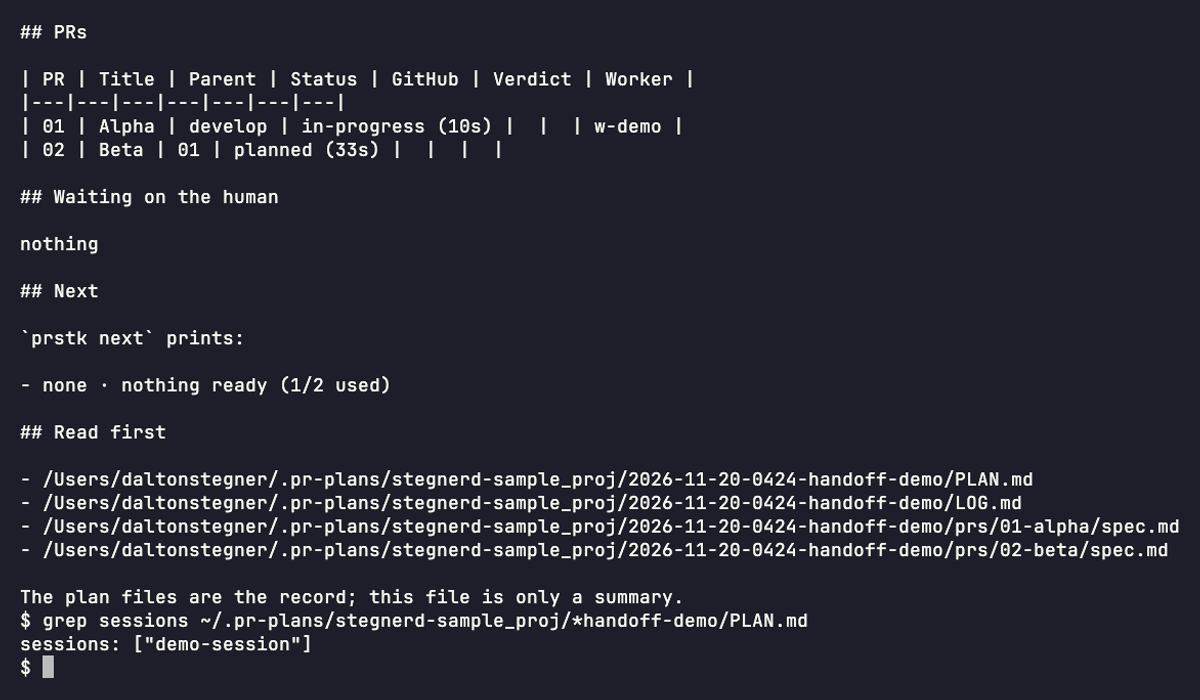 ## PRs
| PR | Title | Parent | Status | GitHub | Verdict | Worker |
|---|---|---|---|---|---|---|
| 01 | Alpha | develop | in-progress (10s) |  |  | w-demo |
| 02 | Beta | 01 | planned (33s) |  |  |  |
## Waiting on the human
nothing
## Next
`prstk next` prints:
- none · nothing ready (1/2 used)
## Read first
- /Users/daltonstegner/.pr-plans/stegnerd-sample_proj/2026-11-20-0424-handoff-demo/PLAN.md
- /Users/daltonstegner/.pr-plans/stegnerd-sample_proj/2026-11-20-0424-handoff-demo/LOG.md
- /Users/daltonstegner/.pr-plans/stegnerd-sample_proj/2026-11-20-0424-handoff-demo/prs/01-alpha/spec.md
- /Users/daltonstegner/.pr-plans/stegnerd-sample_proj/2026-11-20-0424-handoff-demo/prs/02-beta/spec.md
The plan files are the record; this file is only a summary.
$ grep sessions ~/.pr-plans/stegnerd-sample_proj/*handoff-demo/PLAN.md
sessions: ["demo-session"]
$